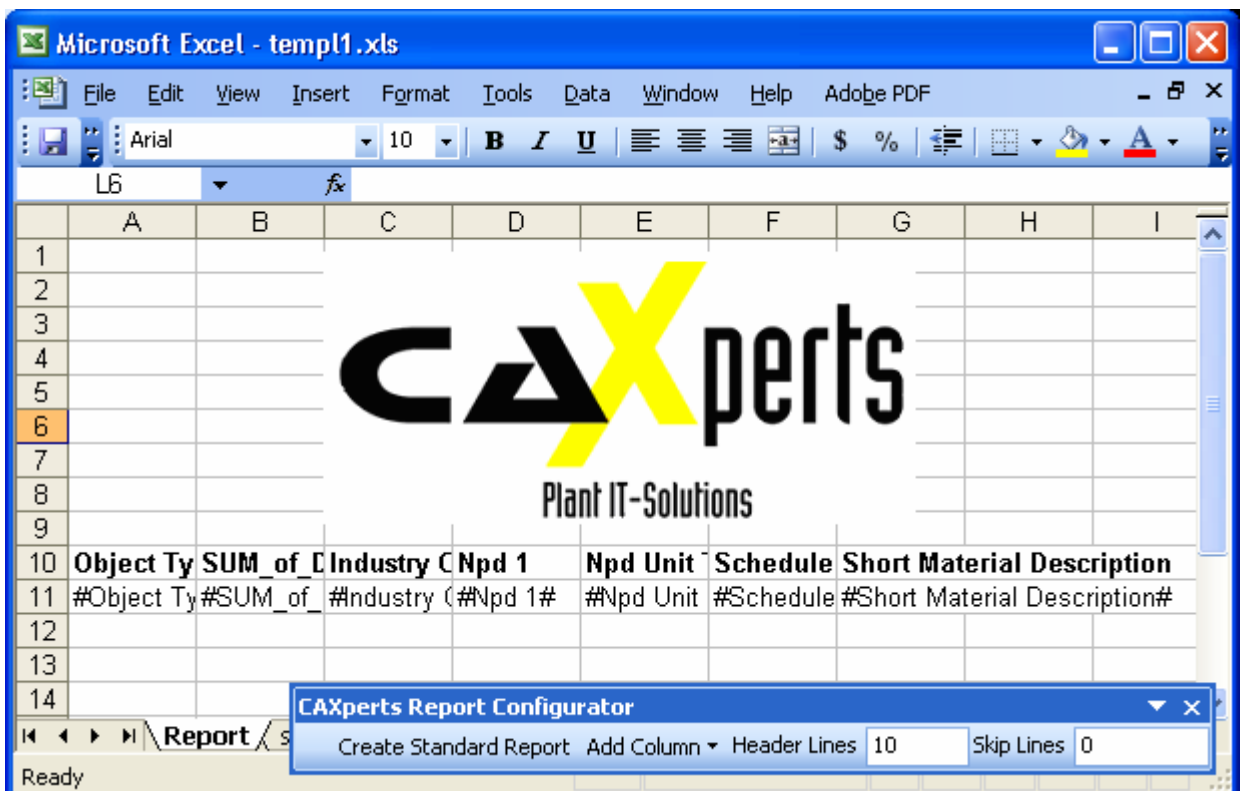 Microsoft Excel - templ1.xls
File Edit View Insert Format Tools Data Window Help Adobe PDF
Arial 10 B I U $ % A
L6 fx
A B C D E F G H I
1
2
3
4
5
6
7
8
9
CAXperts
Plant IT-Solutions
10 Object Ty SUM_of_D Industry C Npd 1 Npd Unit Schedule Short Material Description
11 #Object Ty #SUM_of_ #Industry ( #Npd 1# #Npd Unit #Schedule #Short Material Description#
12
13
14
CAXperts Report Configurator
Report s
Create Standard Report Add Column Header Lines 10 Skip Lines 0
Ready